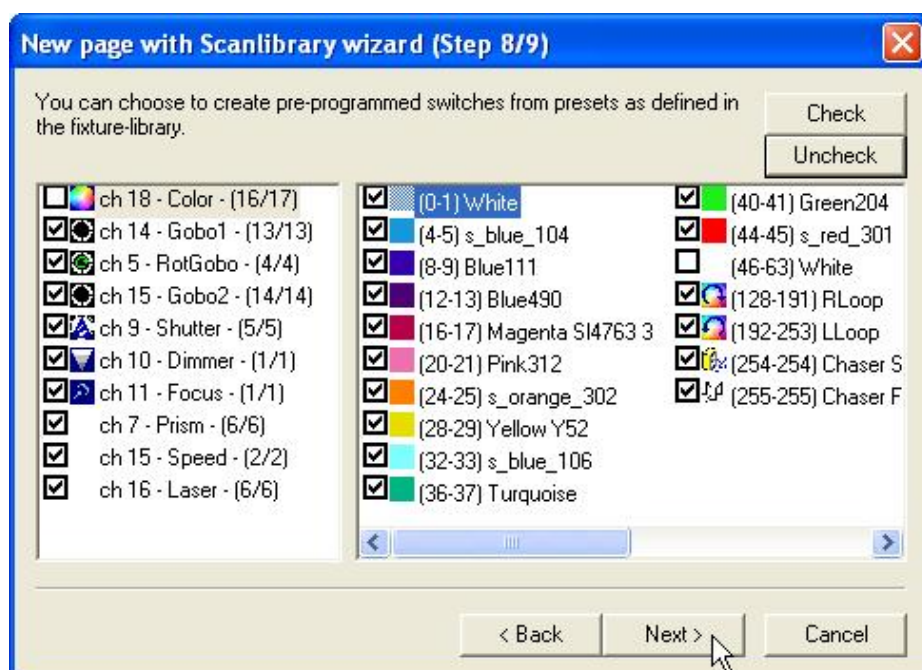 New page with Scanlibrary wizard (Step 8/9)
You can choose to create pre-programmed switches from presets as defined in
the fixture-library.
Check
Uncheck
ch 18 - Color - (16/17)
ch 14 - Gobo1 - (13/13)
ch 5 - RotGobo - (4/4)
ch 15 - Gobo2 - (14/14)
ch 9 - Shutter - (5/5)
ch 10 - Dimmer - (1/1)
ch 11 - Focus - (1/1)
ch 7 - Prism - (6/6)
ch 15 - Speed - (2/2)
ch 16 - Laser - (6/6)
(0-1) White
(4-5) s_blue_104
(8-9) Blue111
(12-13) Blue490
(16-17) Magenta Sl4763 3
(20-21) Pink312
(24-25) s_orange_302
(28-29) Yellow Y52
(32-33) s_blue_106
(36-37) Turquoise
(40-41) Green204
(44-45) s_red_301
(46-63) White
(128-191) RLoop
(192-253) LLoop
(254-254) Chaser S
(255-255) Chaser F
< Back
Next >
Cancel